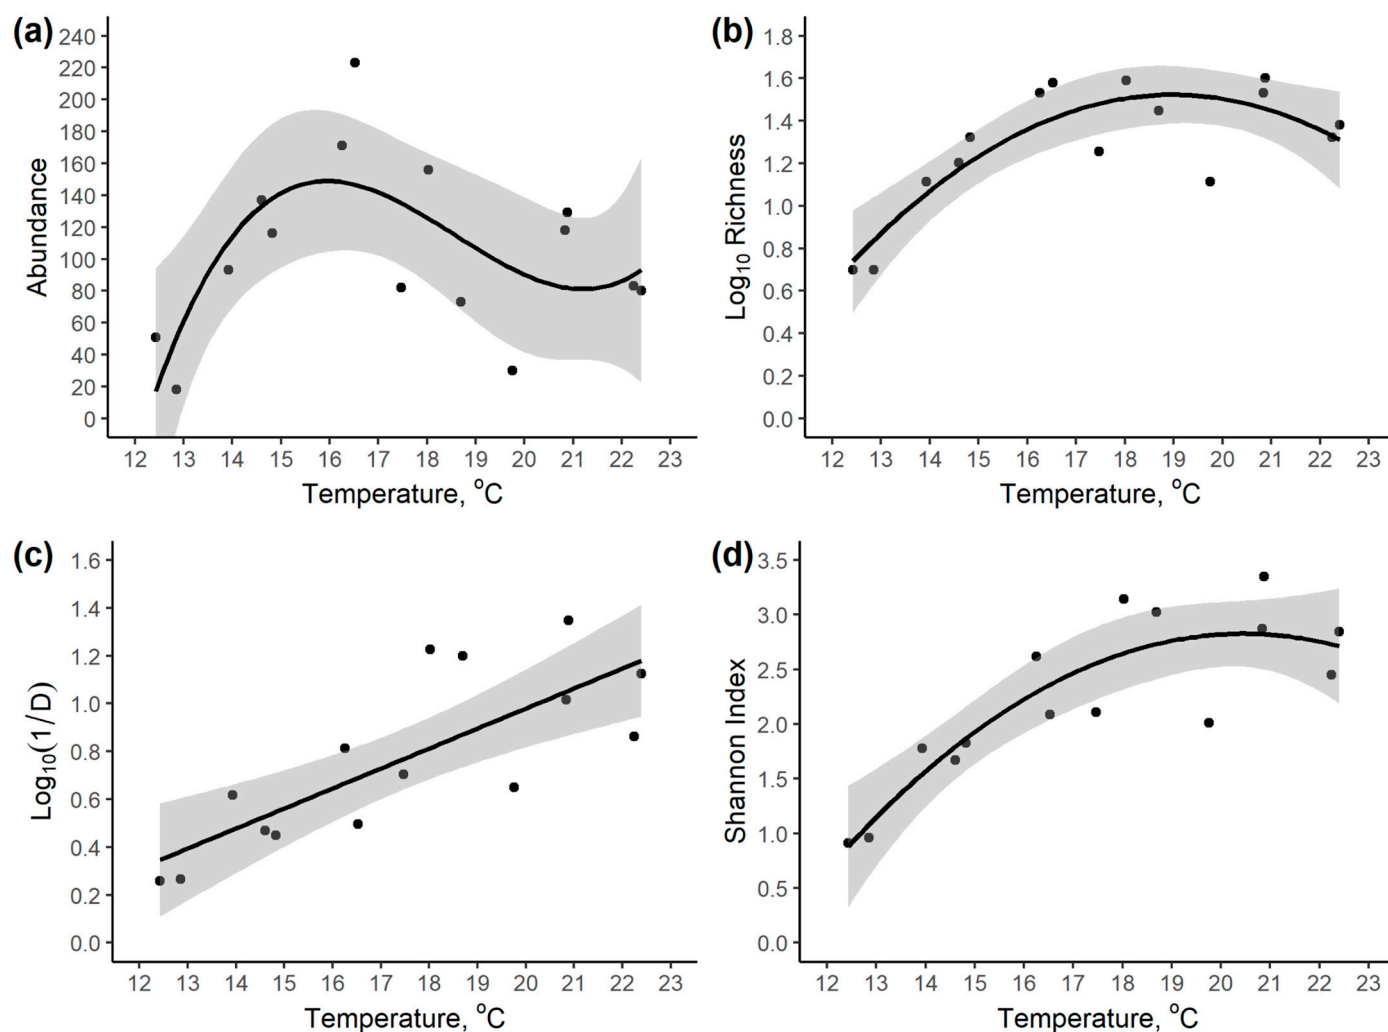 (a)
240
220
200
180
160
140
120
100
80
60
40
20
0
Abundance
12 13 14 15 16 17 18 19 20 21 22 23
Temperature, °C
(b)
1.8
1.6
1.4
1.2
1.0
0.8
0.6
0.4
0.2
0.0
Log₁₀ Richness
12 13 14 15 16 17 18 19 20 21 22 23
Temperature, °C
(c)
1.6
1.4
1.2
1.0
0.8
0.6
0.4
0.2
0.0
Log₁₀(1/D)
12 13 14 15 16 17 18 19 20 21 22 23
Temperature, °C
(d)
3.5
3.0
2.5
2.0
1.5
1.0
0.5
0.0
Shannon Index
12 13 14 15 16 17 18 19 20 21 22 23
Temperature, °C